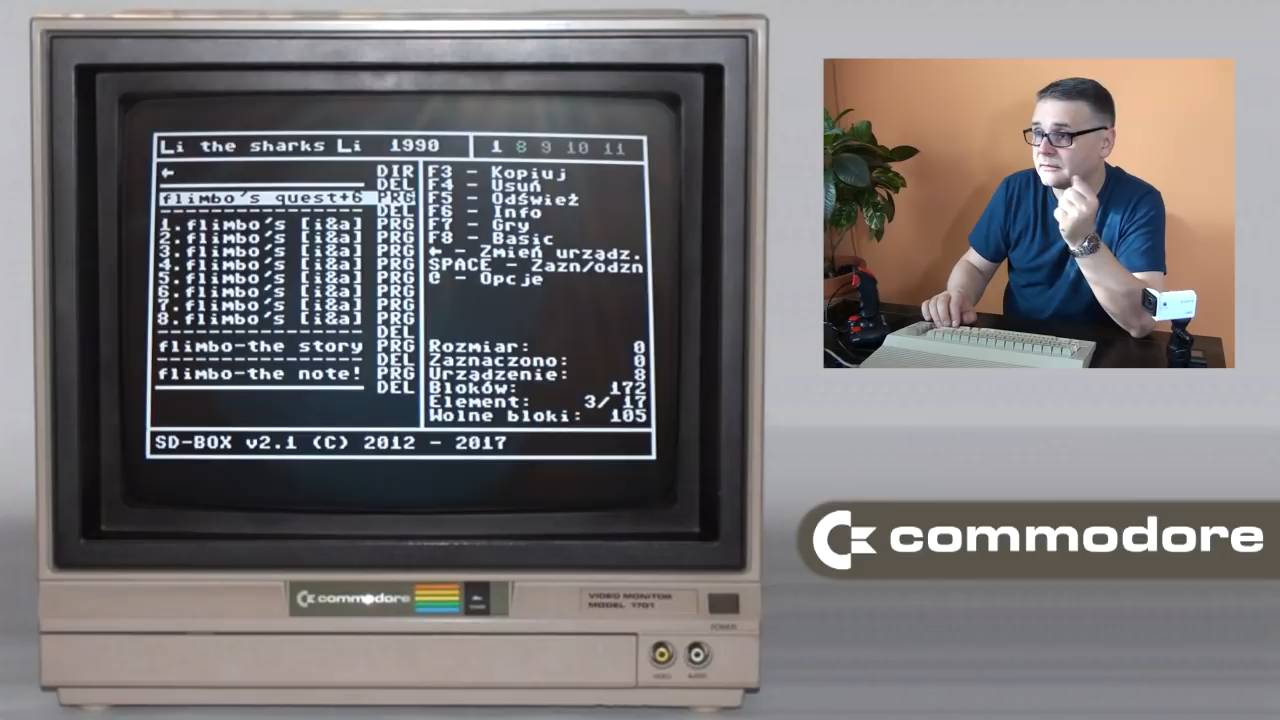 Li the sharks Li 1990
1 8 9 10 11
← DIR
DEL
flimbo's quest+6 PRG
DEL
1.flimbo's [i&a] PRG
2.flimbo's [i&a] PRG
3.flimbo's [i&a] PRG
4.flimbo's [i&a] PRG
5.flimbo's [i&a] PRG
6.flimbo's [i&a] PRG
7.flimbo's [i&a] PRG
8.flimbo's [i&a] PRG
DEL
flimbo-the story PRG
DEL
flimbo-the note! PRG
DEL
F3 - Kopiuj
F4 - Usuń
F5 - Odśwież
F6 - Info
F7 - Gry
F8 - Basic
← - Zmień urządz.
SPACE - Zazn/odzn
C - Opcje
Rozmiar: 0
Zaznaczono: 0
Urządzenie: 8
Bloków: 172
Element: 3/ 17
Wolne bloki: 105
SD-BOX v2.1 (C) 2012 - 2017
commodore
VIDEO MONITOR
MODEL 1701
POWER
VIDEO
AUDIO
commodore